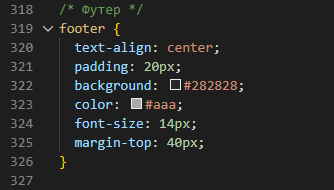 318 /* Футер */
319 footer {
320 text-align: center;
321 padding: 20px;
322 background: #282828;
323 color: #aaa;
324 font-size: 14px;
325 margin-top: 40px;
326 }
327